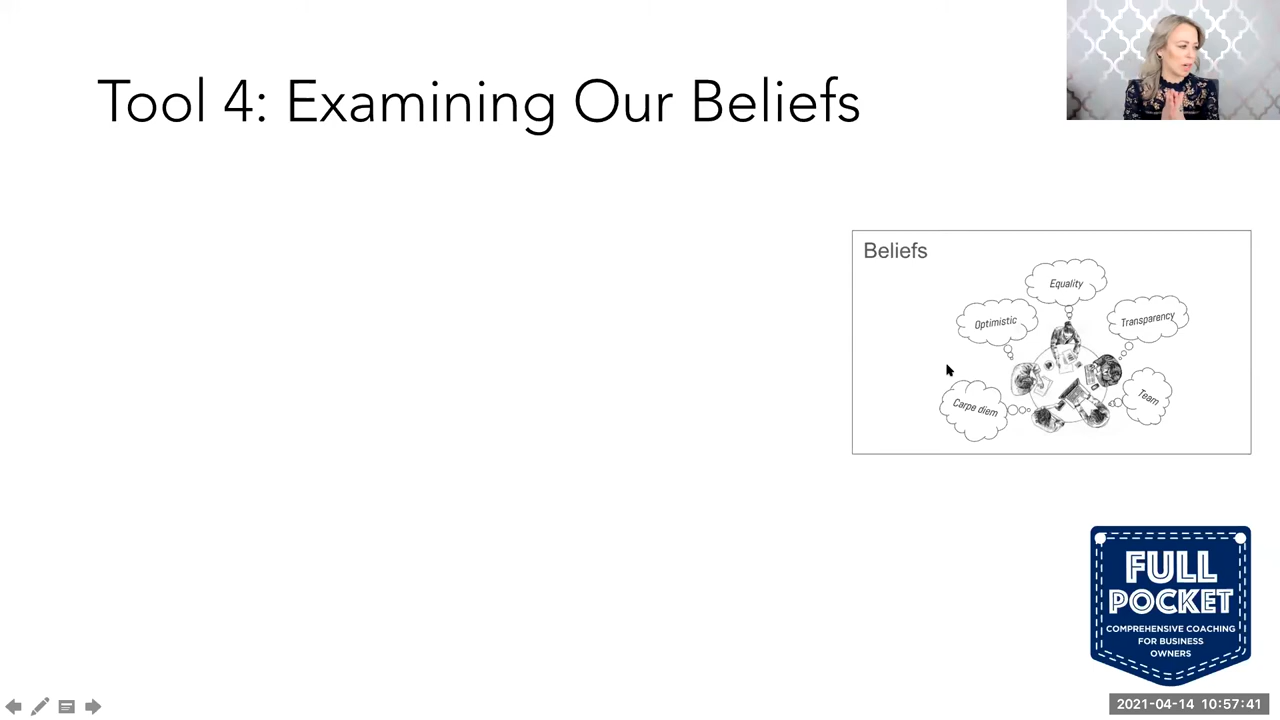 Tool 4: Examining Our Beliefs
Beliefs
Equality
Optimistic
Transparency
Carpe diem
Team
FULL
POCKET
COMPREHENSIVE COACHING
FOR BUSINESS
OWNERS
2021-04-14 10:57:41